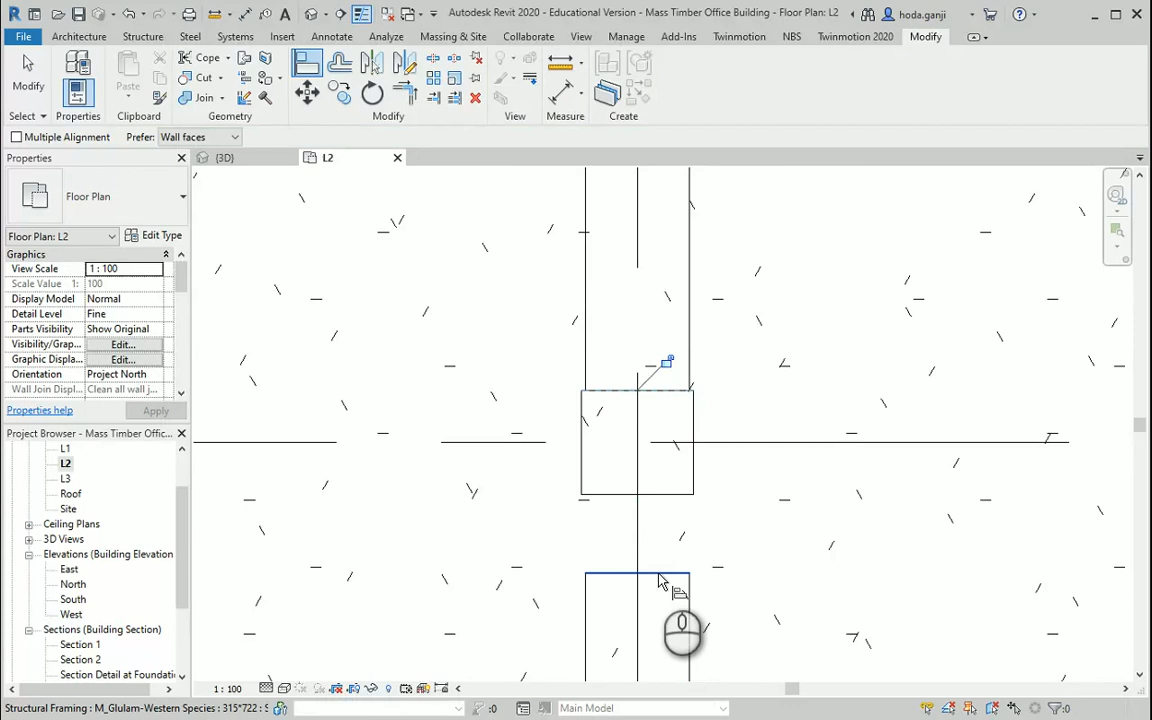 Autodesk Revit 2020 - Educational Version - Mass Timber Office Building - Floor Plan: L2
hoda.ganji
File Architecture Structure Steel Systems Insert Annotate Analyze Massing & Site Collaborate View Manage Add-Ins Twinmotion NBS Twinmotion 2020 Modify
Modify
Paste
Cope
Cut
Join
Select Properties Clipboard Geometry Modify View Measure Create
Multiple Alignment Prefer: Wall faces
Properties
(3D)
L2
Floor Plan
Floor Plan: L2 Edit Type
Graphics
View Scale 1 : 100
Scale Value 1: 100
Display Model Normal
Detail Level Fine
Parts Visibility Show Original
Visibility/Grap... Edit...
Graphic Displa... Edit...
Orientation Project North
Wall Join Displ... Clean all wall j...
Properties help Apply
Project Browser - Mass Timber Offic...
L1
L2
L3
Roof
Site
Ceiling Plans
3D Views
Elevations (Building Elevation
East
North
South
West
Sections (Building Section)
Section 1
Section 2
Section Detail at Foundati
1 : 100
Structural Framing : M_Glulam-Western Species : 315*722 : S
:0
Main Model
:0
2D